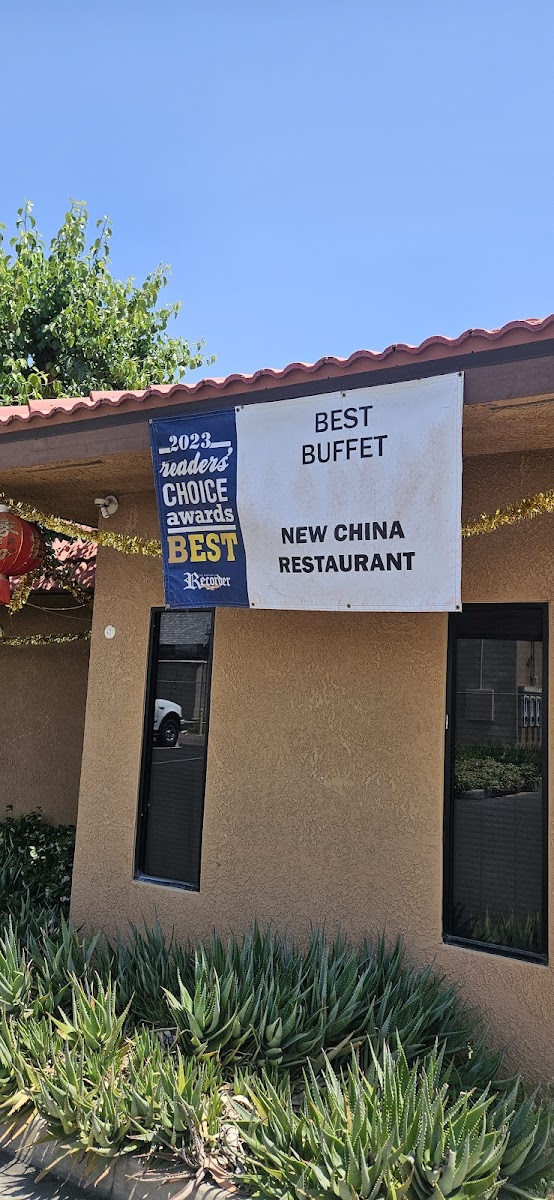 2023
readers'
CHOICE
awards
BEST
Recorder
BEST
BUFFET
NEW CHINA
RESTAURANT